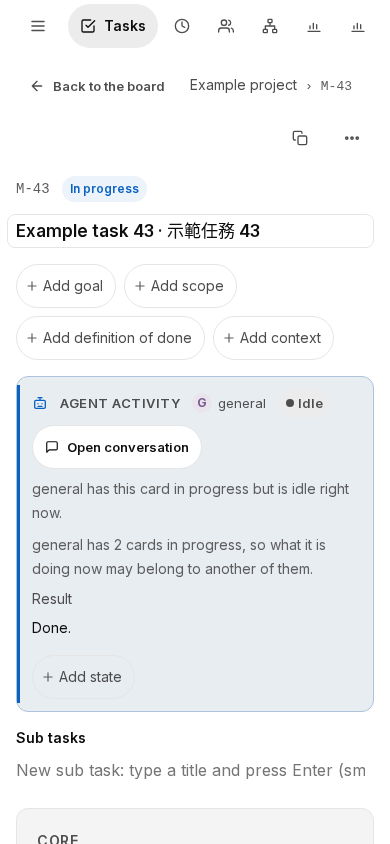 Tasks
Back to the board
Example project › M-43
M-43 In progress
Example task 43 · 示範任務 43
+ Add goal + Add scope
+ Add definition of done + Add context
AGENT ACTIVITY G general Idle
Open conversation
general has this card in progress but is idle right
now.
general has 2 cards in progress, so what it is
doing now may belong to another of them.
Result
Done.
+ Add state
Sub tasks
New sub task: type a title and press Enter (sm
CORE